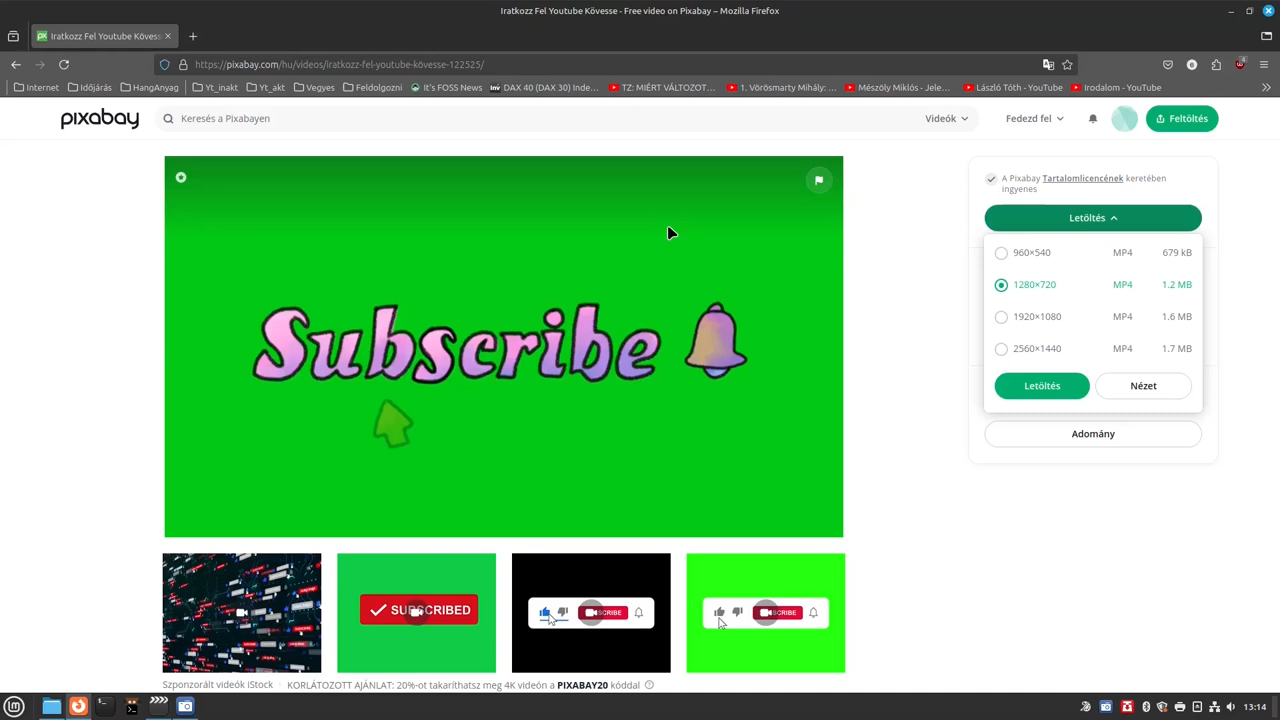 Iratkozz Fel Youtube Kövesse - Free video on Pixabay – Mozilla Firefox
Iratkozz Fel Youtube Kövess
https://pixabay.com/hu/videos/iratkozz-fel-youtube-kövesse-122525/
Internet Időjárás HangAnyag Yt_inakt Yt_akt Vegyes Feldolgozni It's FOSS News DAX 40 (DAX 30) Inde... TZ: MIÉRT VÁLTOZOT... 1. Vörösmarty Mihály: ... Mészöly Miklós - Jele... László Tóth - YouTube Irodalom - YouTube
pixabay Keresés a Pixabayen Videók Fedezd fel Feltöltés
A Pixabay Tartalomlicencének keretében
ingyenes
Letöltés
960×540 MP4 679 kB
1280×720 MP4 1.2 MB
1920×1080 MP4 1.6 MB
2560×1440 MP4 1.7 MB
Letöltés Nézet
Adomány
Subscribe
SUBSCRIBED
SCRIBE
SCRIBE
Szponzorált videók iStock KORLÁTOZOTT AJÁNLAT: 20%-ot takaríthatsz meg 4K videón a PIXABAY20 kóddal
13:14